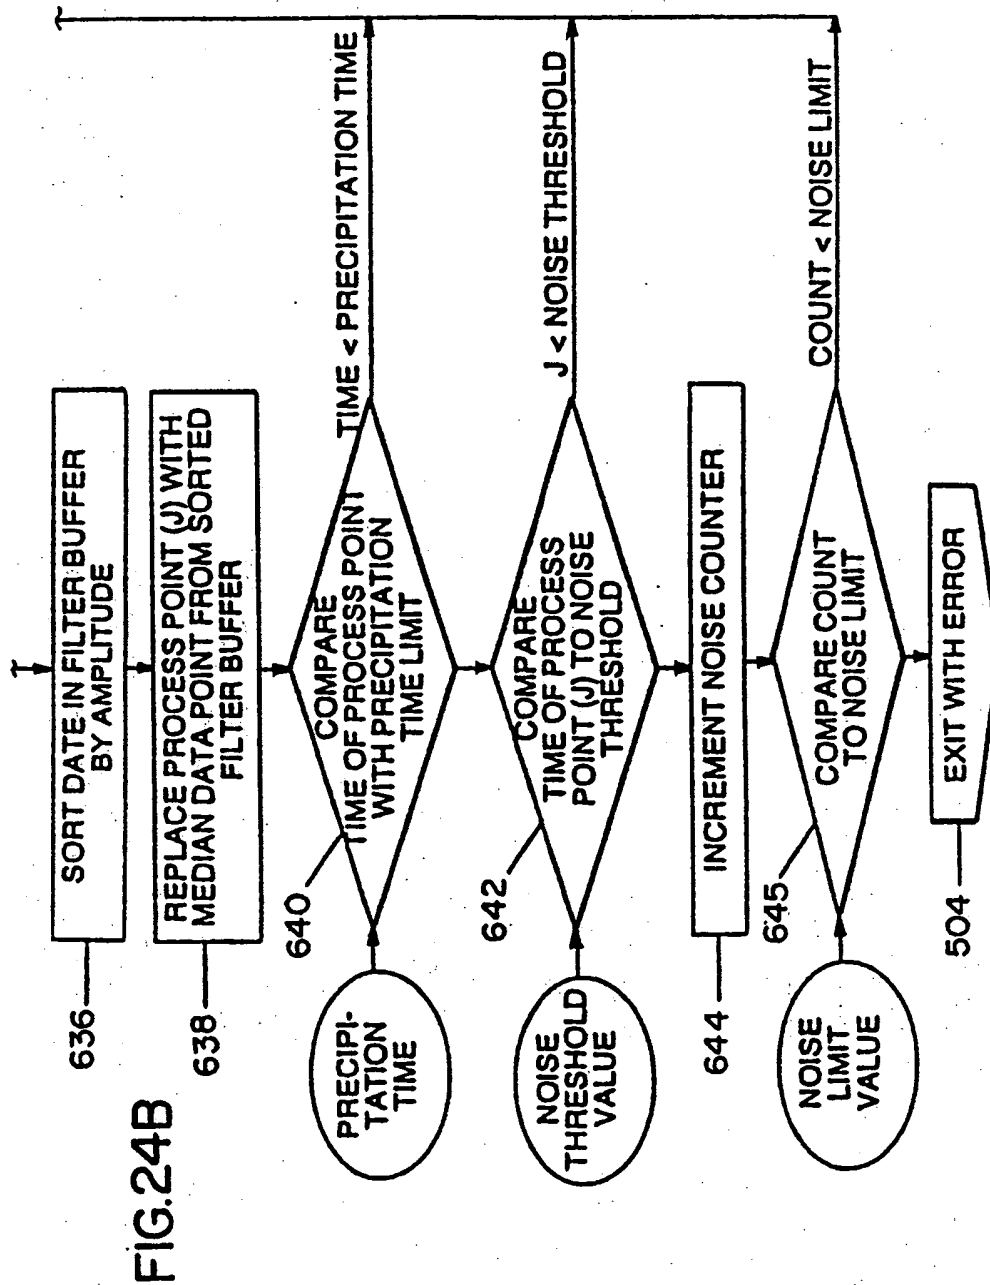 FIG.24B
636
SORT DATE IN FILTER BUFFER
BY AMPLITUDE
638
REPLACE PROCESS POINT (J) WITH
MEDIAN DATA POINT FROM SORTED
FILTER BUFFER
640
PRECIPI-
TATION
TIME
COMPARE
TIME OF PROCESS POINT
WITH PRECIPITATION
TIME LIMIT
TIME < PRECIPITATION TIME
642
NOISE
THRESHOLD
VALUE
COMPARE
TIME OF PROCESS
POINT (J) TO NOISE
THRESHOLD
J < NOISE THRESHOLD
644
INCREMENT NOISE COUNTER
645
NOISE
LIMIT
VALUE
COMPARE COUNT
TO NOISE LIMIT
COUNT < NOISE LIMIT
504
EXIT WITH ERROR